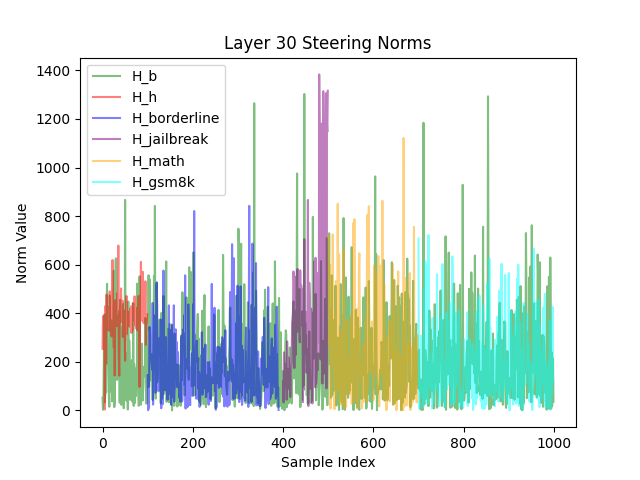 Layer 30 Steering Norms
1400
1200
1000
800
600
400
200
0
Norm Value
H_b
H_h
H_borderline
H_jailbreak
H_math
H_gsm8k
0
200
400
600
800
1000
Sample Index